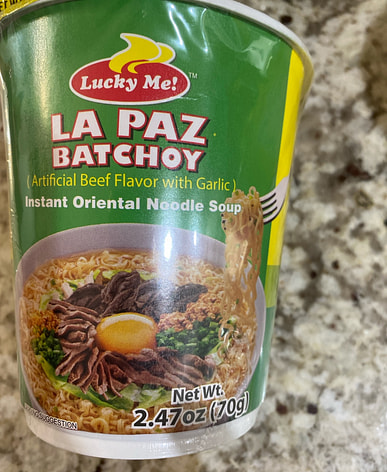 Lucky Me!™
LA PAZ
BATCHOY
(Artificial Beef Flavor with Garlic)
Instant Oriental Noodle Soup
SUGGESTION
Net Wt.
2.47oz (70g)